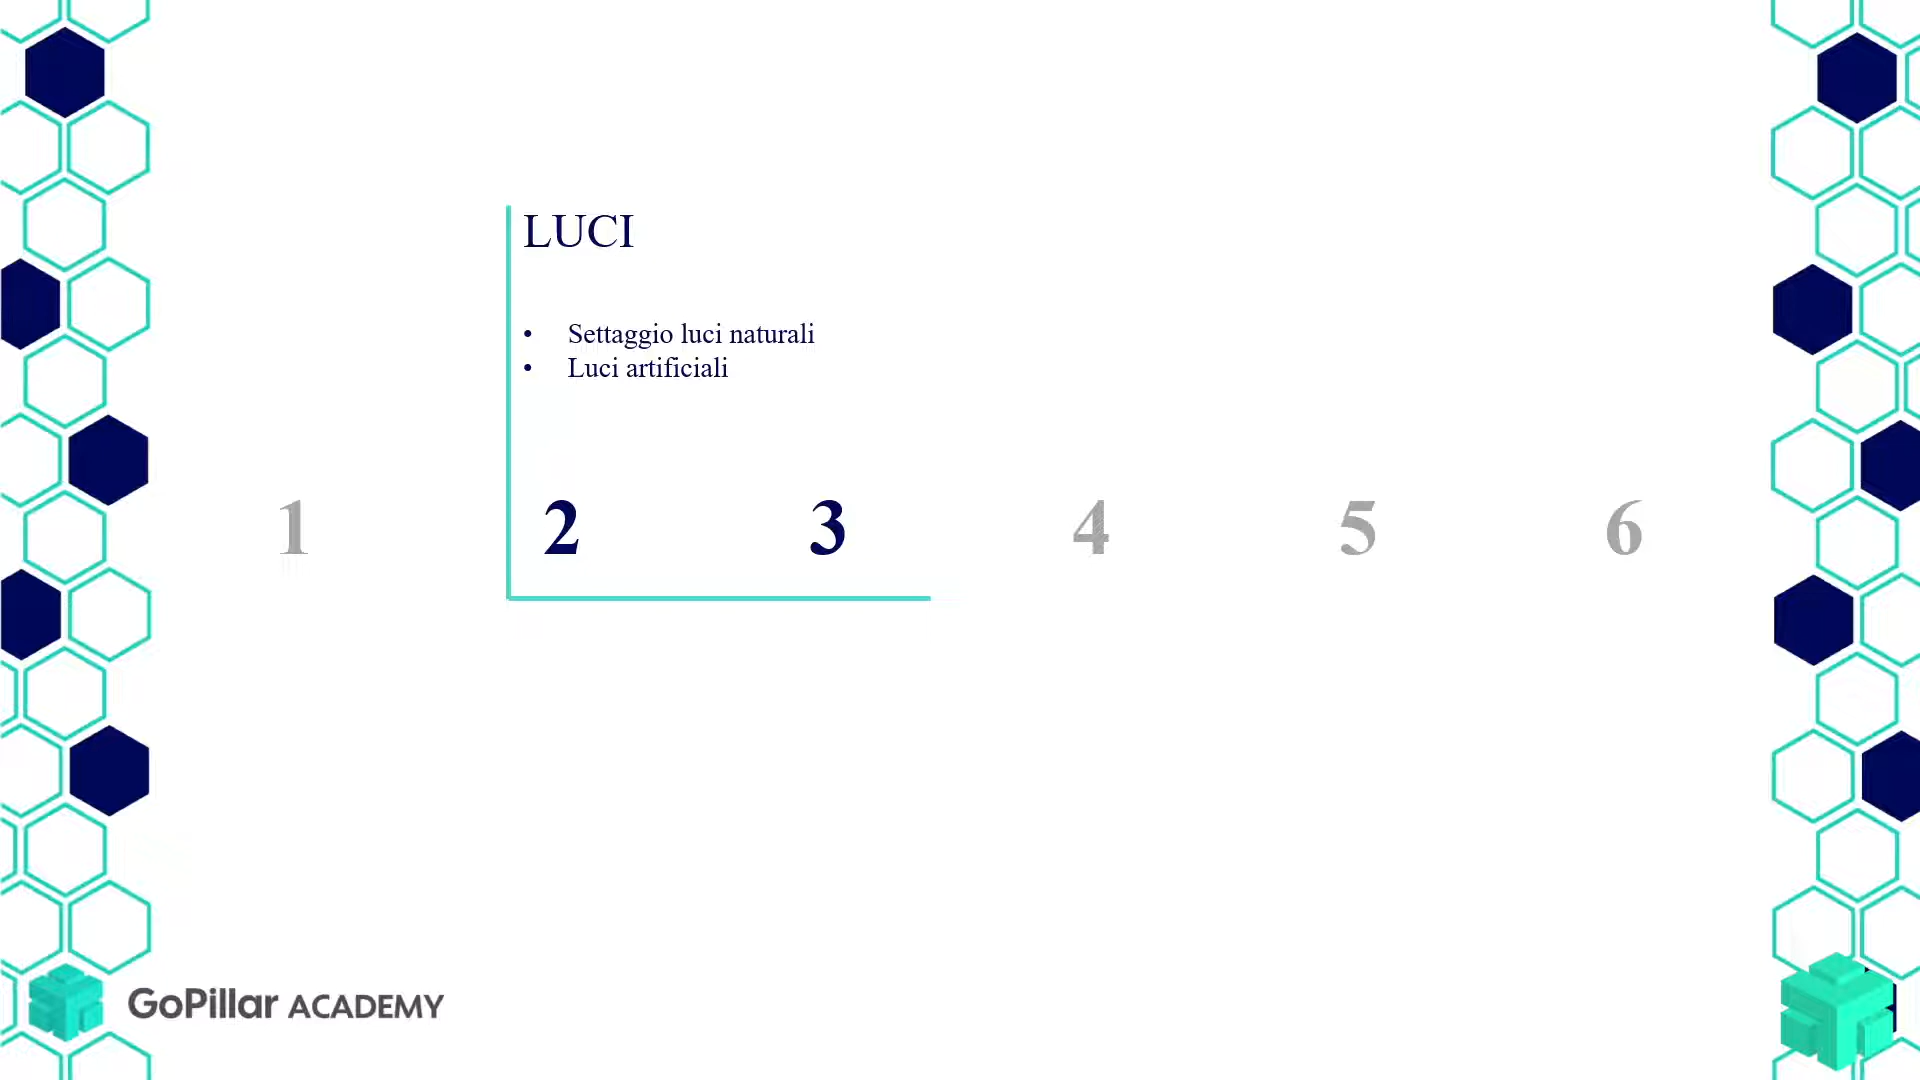 LUCI
• Settaggio luci naturali
• Luci artificiali
1 2 3 4 5 6
GoPillar ACADEMY